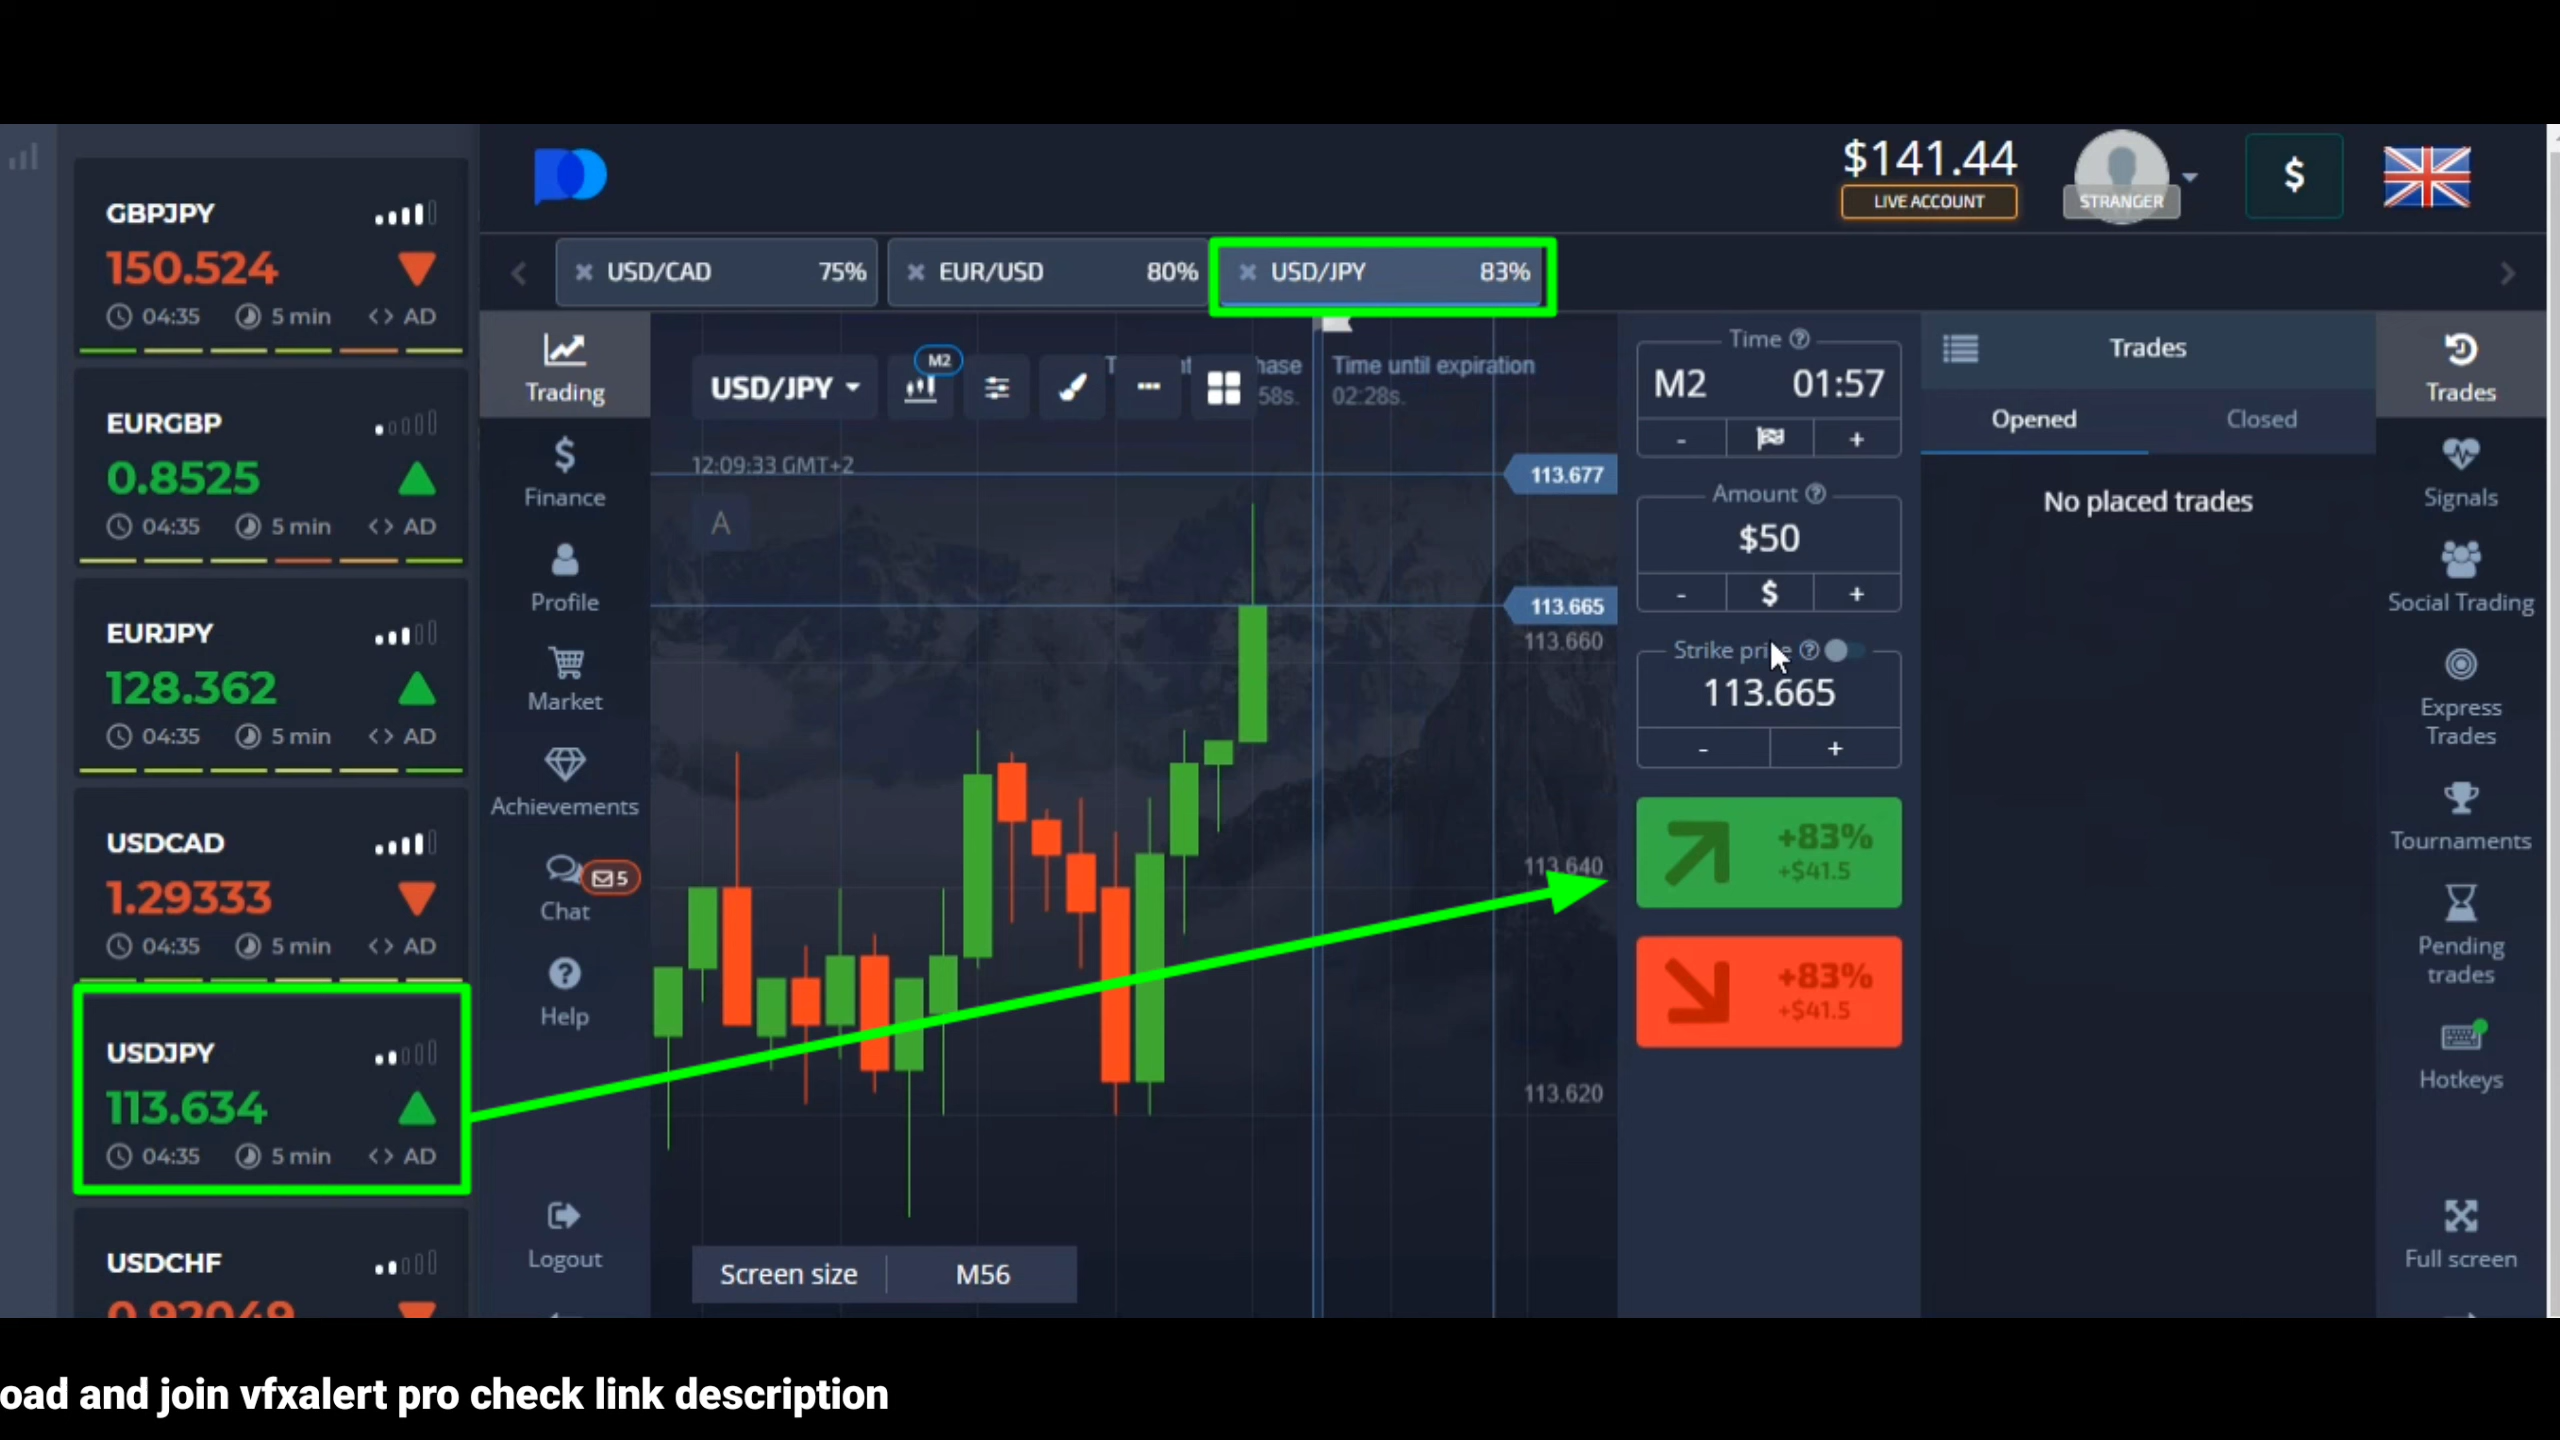 GBPJPY
150.524
04:35 5 min <> AD
EURGBP
0.8525
04:35 5 min <> AD
EURJPY
128.362
04:35 5 min <> AD
USDCAD
1.29333
04:35 5 min <> AD
USDJPY
113.634
04:35 5 min <> AD
USDCHF
0.92049
$141.44
LIVE ACCOUNT
STRANGER
$
USD/CAD 75%
EUR/USD 80%
USD/JPY 83%
Trading
Finance
Profile
Market
Achievements
5
Chat
Help
Logout
USD/JPY
M2
58s.
Time until expiration
02:28s.
12:09:33 GMT+2
A
113.677
113.665
113.660
113.640
113.620
Screen size M56
Time
M2 01:57
- +
Amount
$50
- $ +
Strike
113.665
- +
+83%
+$41.5
+83%
+$41.5
Trades
Opened Closed
No placed trades
Trades
Signals
Social Trading
Express
Trades
Tournaments
Pending
trades
Hotkeys
Full screen
oad and join vfxalert pro check link description